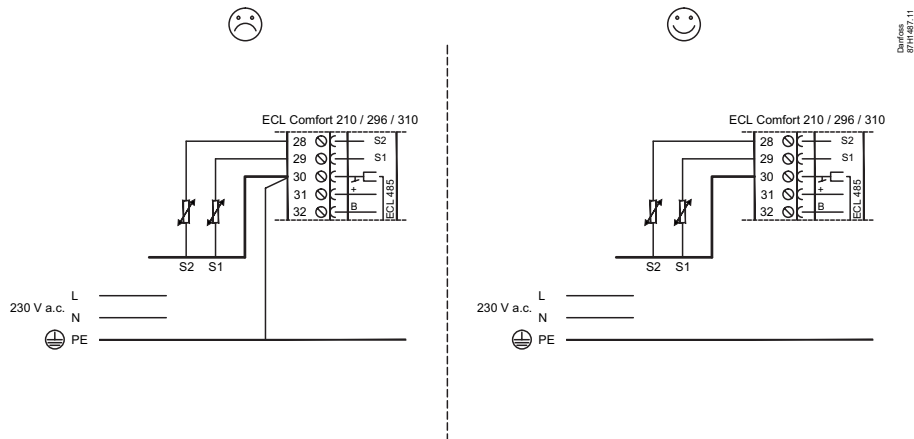 Danfoss
87H1487.11
ECL Comfort 210 / 296 / 310
28 S2
29 S1
30
31 +
32 B
ECL 485
S2 S1
L
230 V a.c.
N
PE
ECL Comfort 210 / 296 / 310
28 S2
29 S1
30
31 +
32 B
ECL 485
S2 S1
L
230 V a.c.
N
PE